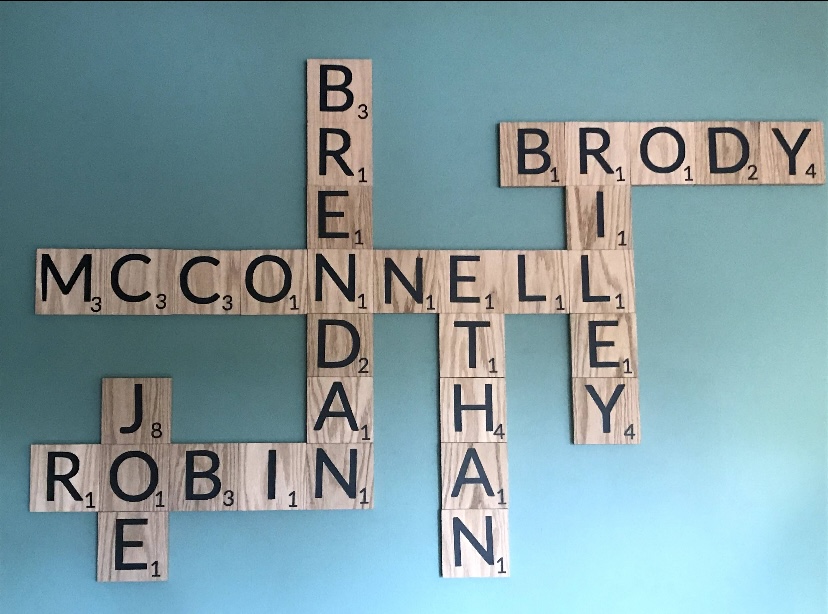 BRENDAN
BRODY
RILEY
MCCONNELL
ETHAN
JOE
ROBIN